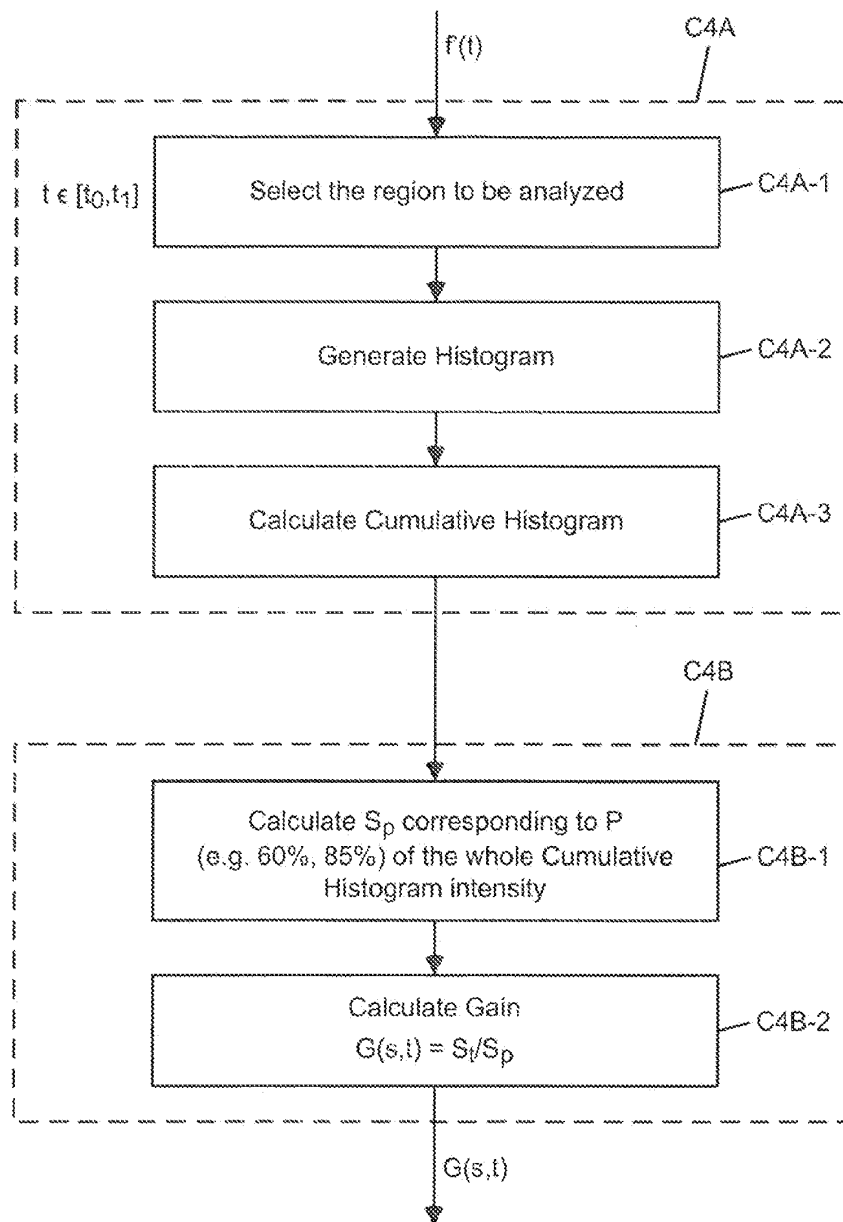 C4A
f'(t)
t ϵ [t0,t1]
Select the region to be analyzed
C4A-1
Generate Histogram
C4A-2
Calculate Cumulative Histogram
C4A-3
C4B
Calculate Sp corresponding to P
(e.g. 60%, 85%) of the whole Cumulative
Histogram intensity
C4B-1
Calculate Gain
G(s,t) = St/Sp
C4B-2
G(s,t)